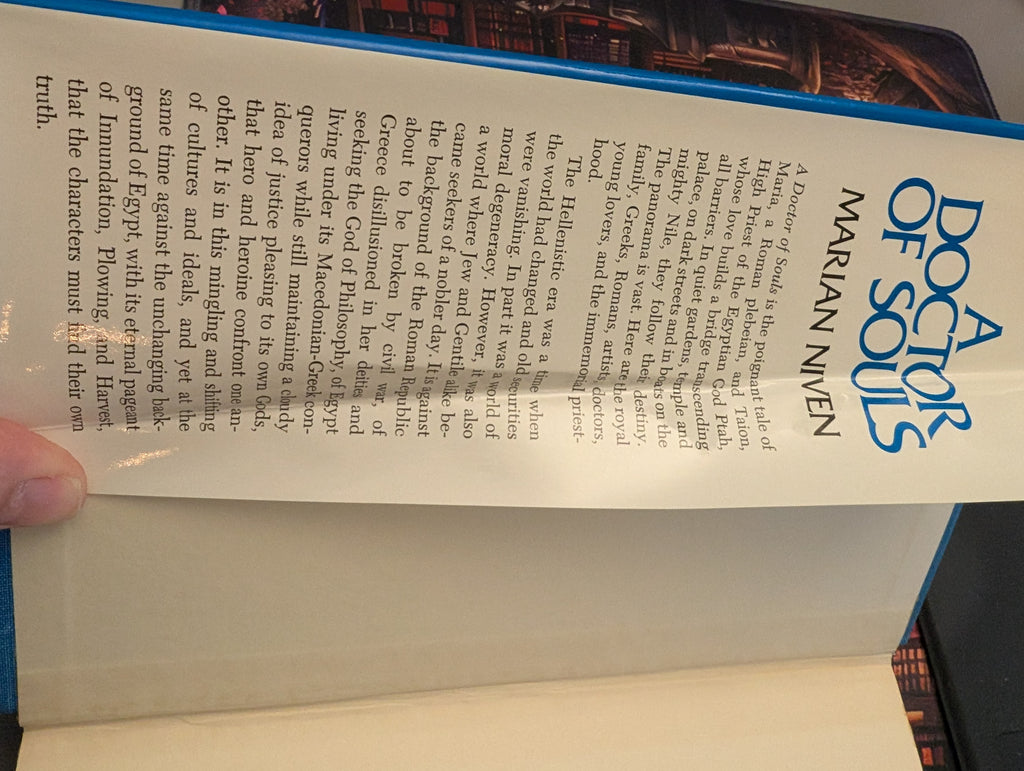 A
DOCTOR
OF SOULS
MARIAN NIVEN
A Doctor of Souls is the poignant tale of
Maria, a Roman plebeian, and Taion,
High Priest of the Egyptian God Ptah,
whose love builds a bridge transcending
all barriers. In quiet gardens, temple and
palace, on dark streets and in boats on the
mighty Nile, they follow their destiny.
The panorama is vast. Here are the royal
family, Greeks, Romans, artists, doctors,
young lovers, and the immemorial priest-
hood.
The Hellenistic era was a time when
the world had changed and old securities
were vanishing. In part it was a world of
moral degeneracy. However, it was also
a world where Jew and Gentile alike be-
came seekers of a nobler day. It is against
the background of the Roman Republic
about to be broken by civil war, of
Greece disillusioned in her deities and
seeking the God of Philosophy, of Egypt
living under its Macedonian-Greek con-
querors while still maintaining a clumsy
idea of justice pleasing to its own Gods,
that hero and heroine confront one an-
other. It is in this mingling and shifting
of cultures and ideals, and yet at the
same time against the unchanging back-
ground of Egypt, with its eternal pageant
of Inundation, Plowing, and Harvest,
that the characters must find their own
truth.